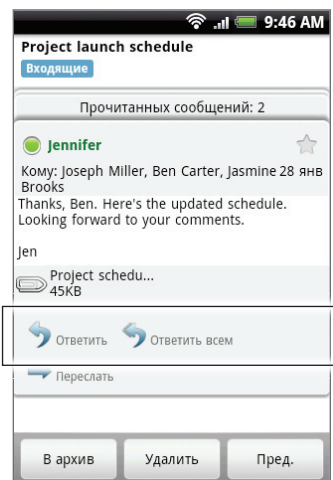 9:46 AM
Project launch schedule
Входящие
Прочитанных сообщений: 2
Jennifer
Кому: Joseph Miller, Ben Carter, Jasmine 28 янв
Brooks
Thanks, Ben. Here's the updated schedule.
Looking forward to your comments.
Jen
Project schedu...
45KB
Ответить Ответить всем
Переслать
В архив Удалить Пред.